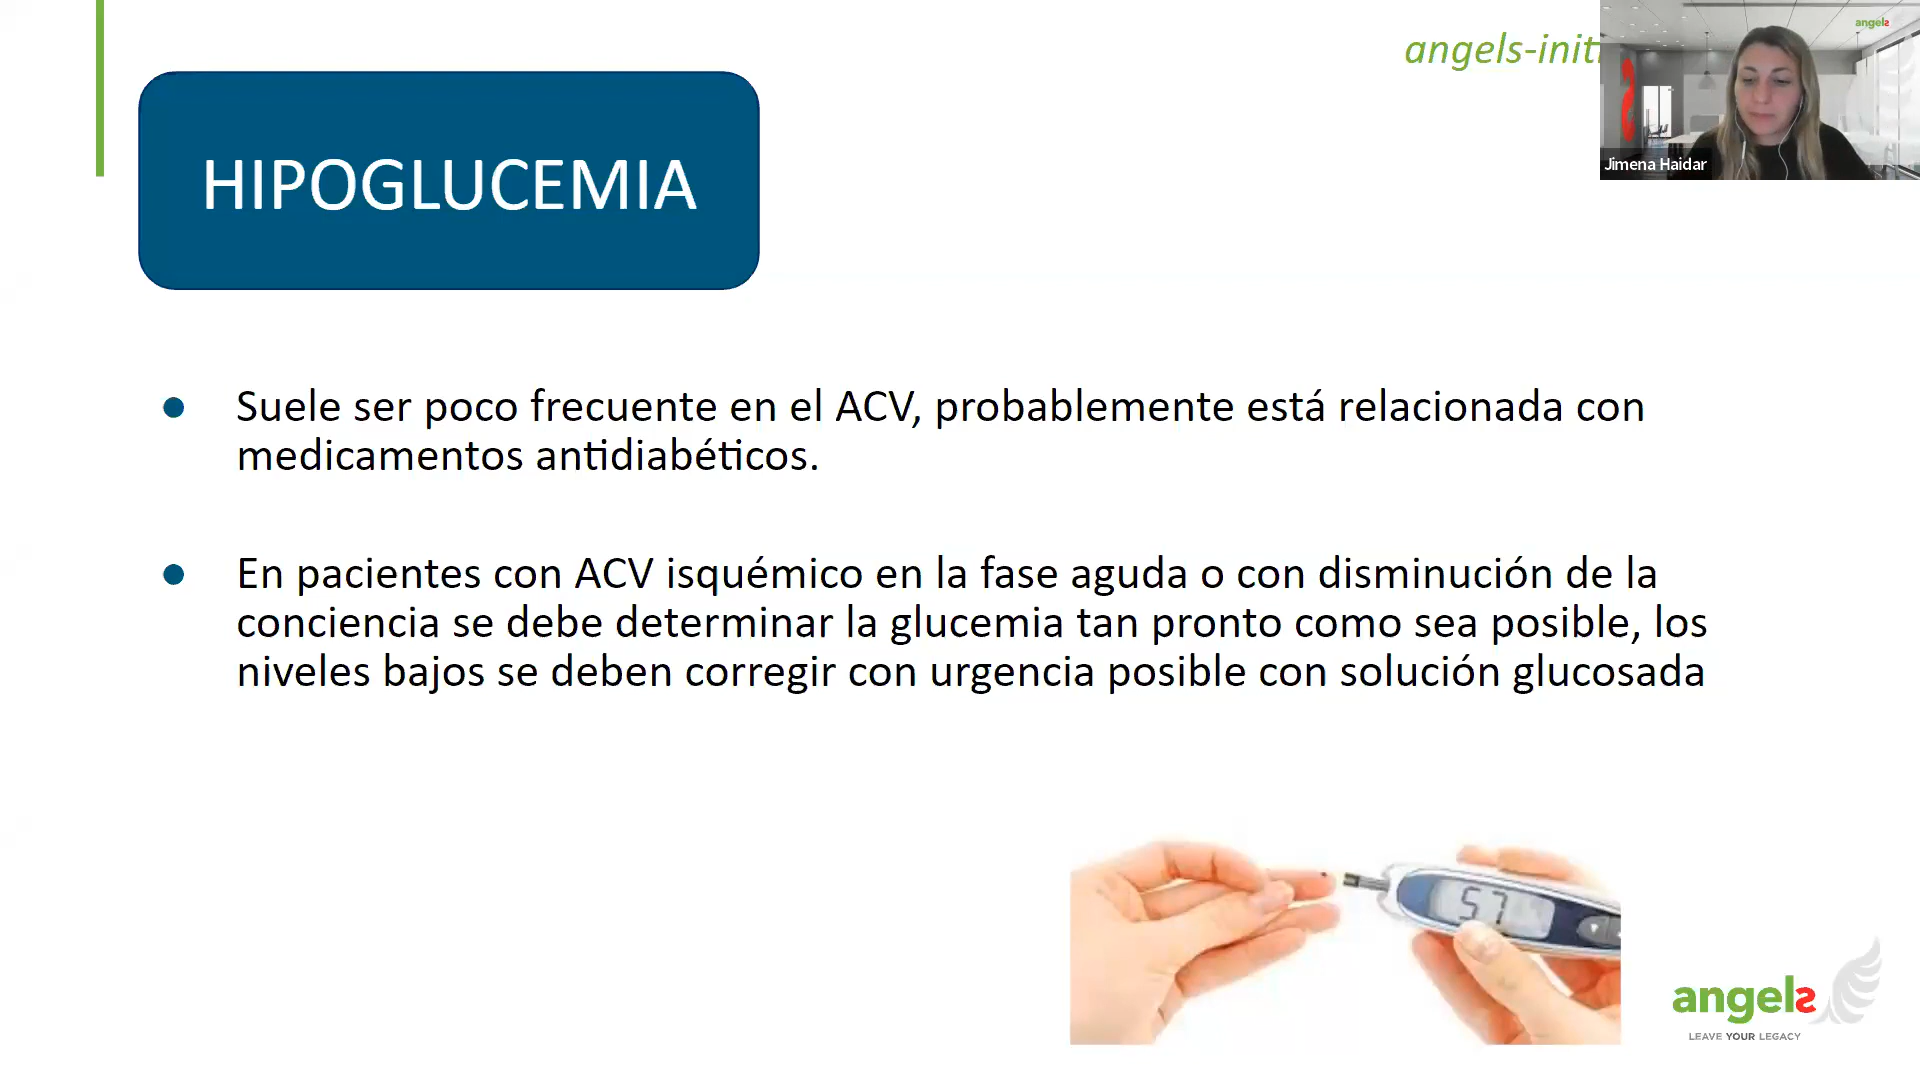 angels-initi
angels
Jimena Haidar
HIPOGLUCEMIA
Suele ser poco frecuente en el ACV, probablemente está relacionada con
medicamentos antidiabéticos.
En pacientes con ACV isquémico en la fase aguda o con disminución de la
conciencia se debe determinar la glucemia tan pronto como sea posible, los
niveles bajos se deben corregir con urgencia posible con solución glucosada
57
angels
LEAVE YOUR LEGACY